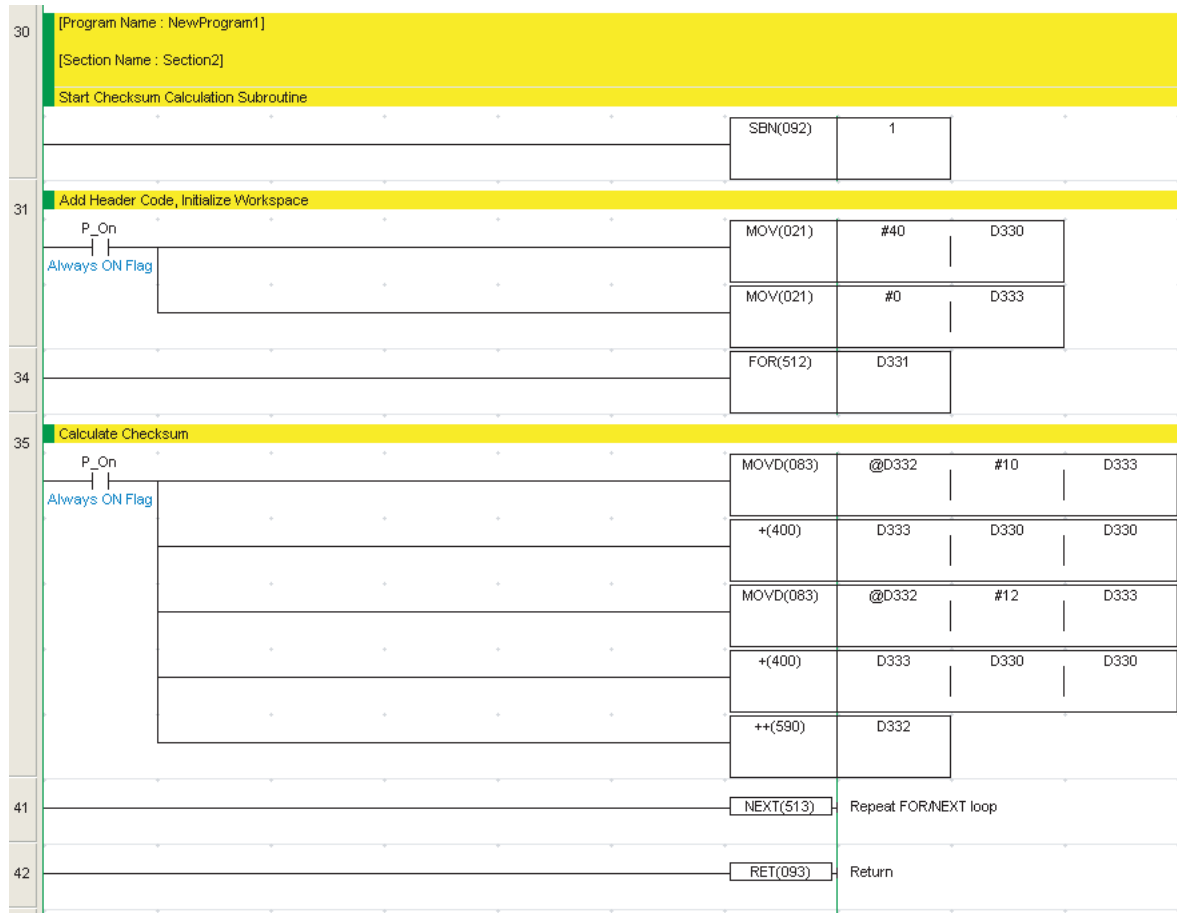 30
[Program Name : NewProgram1]
[Section Name : Section2]
Start Checksum Calculation Subroutine
SBN(092) 1
31
Add Header Code, Initialize Workspace
P_On
Always ON Flag
MOV(021) #40 D330
MOV(021) #0 D333
34
FOR(512) D331
35
Calculate Checksum
P_On
Always ON Flag
MOVD(083) @D332 #10 D333
+(400) D333 D330 D330
MOVD(083) @D332 #12 D333
+(400) D333 D330 D330
++(590) D332
41
NEXT(513) Repeat FOR/NEXT loop
42
RET(093) Return